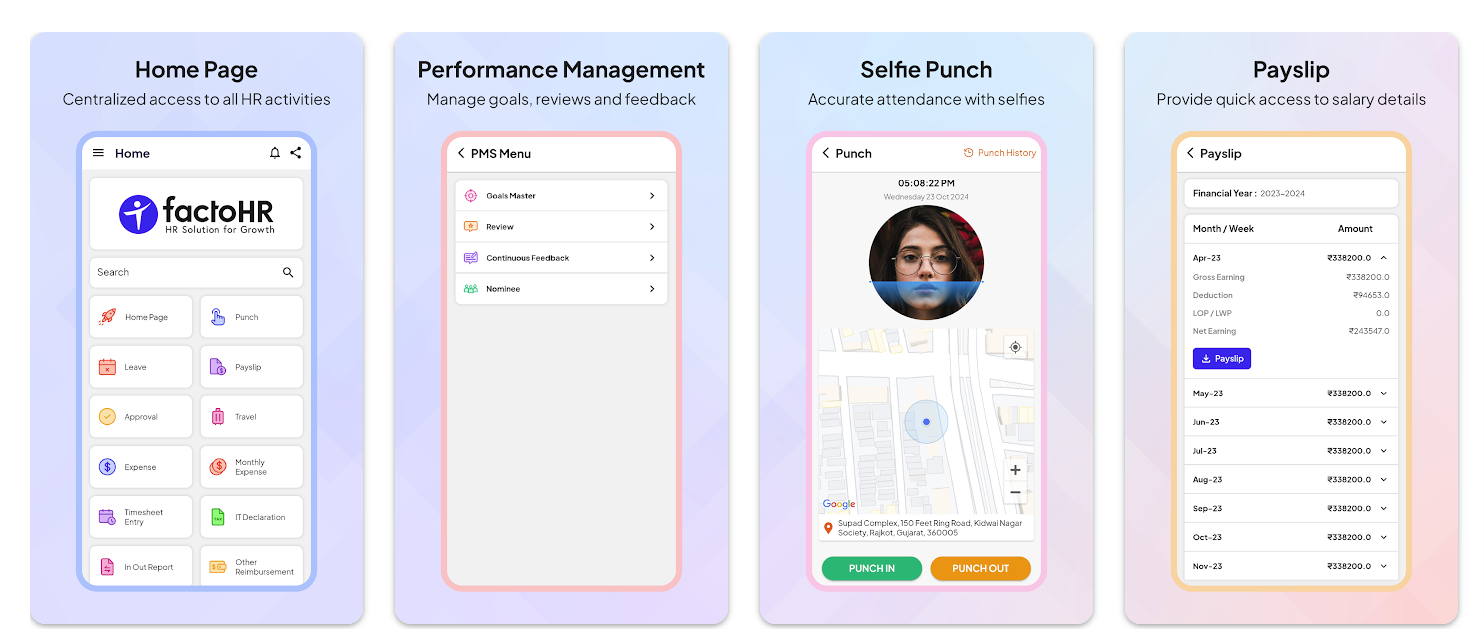 Home Page
Centralized access to all HR activities
Home
factoHR
HR Solution for Growth
Search
Home Page
Punch
Leave
Payslip
Approval
Travel
Expense
Monthly
Expense
Timesheet
Entry
TAX
IT Declaration
In Out Report
Other
Reimbursement
Performance Management
Manage goals, reviews and feedback
PMS Menu
Goals Master
Review
Continuous Feedback
Nominee
Selfie Punch
Accurate attendance with selfies
Punch
Punch History
05:08:22 PM
Wednesday 23 Oct 2024
Google
Supad Complex, 150 Feet Ring Road, Kidwai Nagar
Society, Rajkot, Gujarat, 360005
PUNCH IN
PUNCH OUT
Payslip
Provide quick access to salary details
Payslip
Financial Year : 2023-2024
Month / Week Amount
Apr-23 ₹338200.0
Gross Earning ₹338200.0
Deduction ₹94653.0
LOP / LWP 0.0
Net Earning ₹243547.0
Payslip
May-23 ₹338200.0
Jun-23 ₹338200.0
Jul-23 ₹338200.0
Aug-23 ₹338200.0
Sep-23 ₹338200.0
Oct-23 ₹338200.0
Nov-23 ₹338200.0